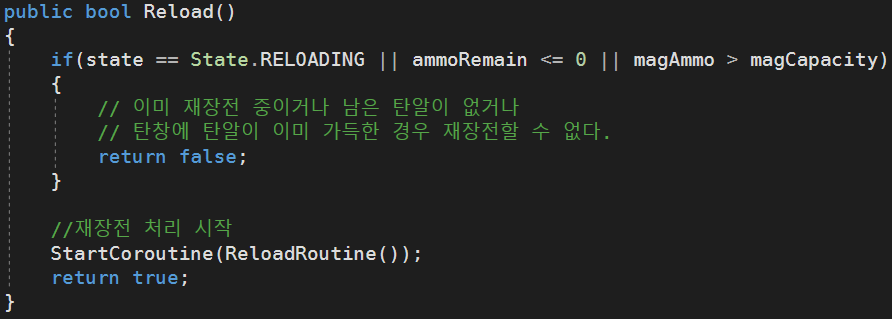 public bool Reload()
{
if(state == State.RELOADING || ammoRemain <= 0 || magAmmo > magCapacity)
{
// 이미 재장전 중이거나 남은 탄알이 없거나
// 탄창에 탄알이 이미 가득한 경우 재장전할 수 없다.
return false;
}
//재장전 처리 시작
StartCoroutine(ReloadRoutine());
return true;
}